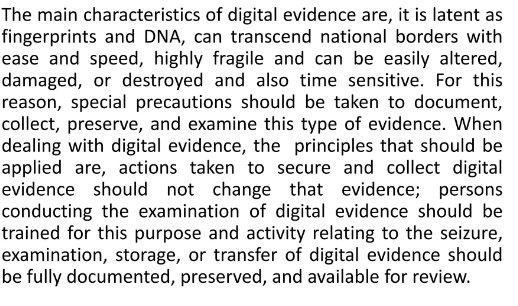 The main characteristics of digital evidence are, it is latent as
fingerprints and DNA, can transcend national borders with
ease and speed, highly fragile and can be easily altered,
damaged, or destroyed and also time sensitive. For this
reason, special precautions should be taken to document,
collect, preserve, and examine this type of evidence. When
dealing with digital evidence, the  principles that should be
applied are, actions taken to secure and collect digital
evidence should not change that evidence; persons
conducting the examination of digital evidence should be
trained for this purpose and activity relating to the seizure,
examination, storage, or transfer of digital evidence should
be fully documented, preserved, and available for review.